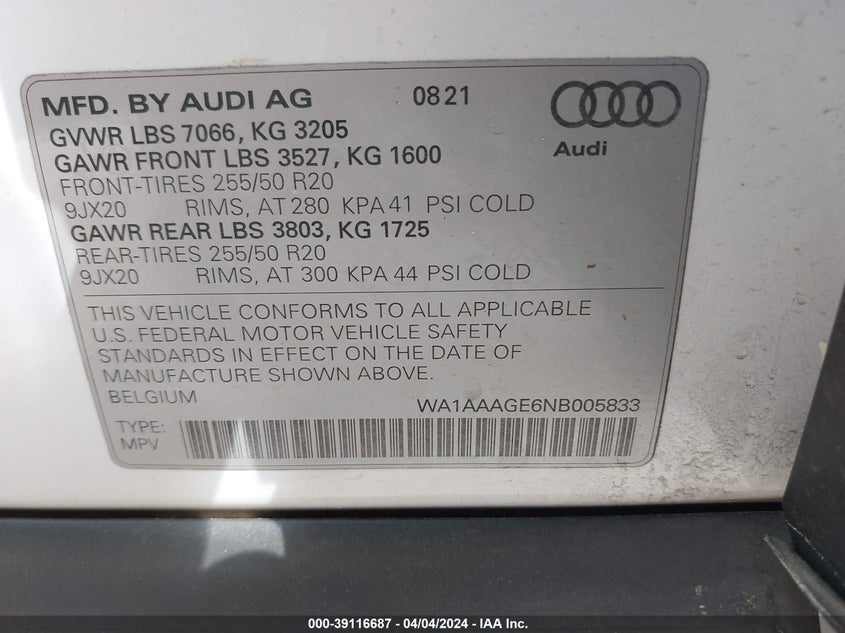 MFD. BY AUDI AG 08 21
GVWR LBS 7066, KG 3205
GAWR FRONT LBS 3527, KG 1600
FRONT-TIRES 255/50 R20
9JX20 RIMS, AT 280 KPA 41 PSI COLD
GAWR REAR LBS 3803, KG 1725
REAR-TIRES 255/50 R20
9JX20 RIMS, AT 300 KPA 44 PSI COLD
Audi
THIS VEHICLE CONFORMS TO ALL APPLICABLE
U.S. FEDERAL MOTOR VEHICLE SAFETY
STANDARDS IN EFFECT ON THE DATE OF
MANUFACTURE SHOWN ABOVE.
BELGIUM WA1AAAGE6NB005833
TYPE:
MPV
000-39116687 - 04/04/2024 - IAA Inc.